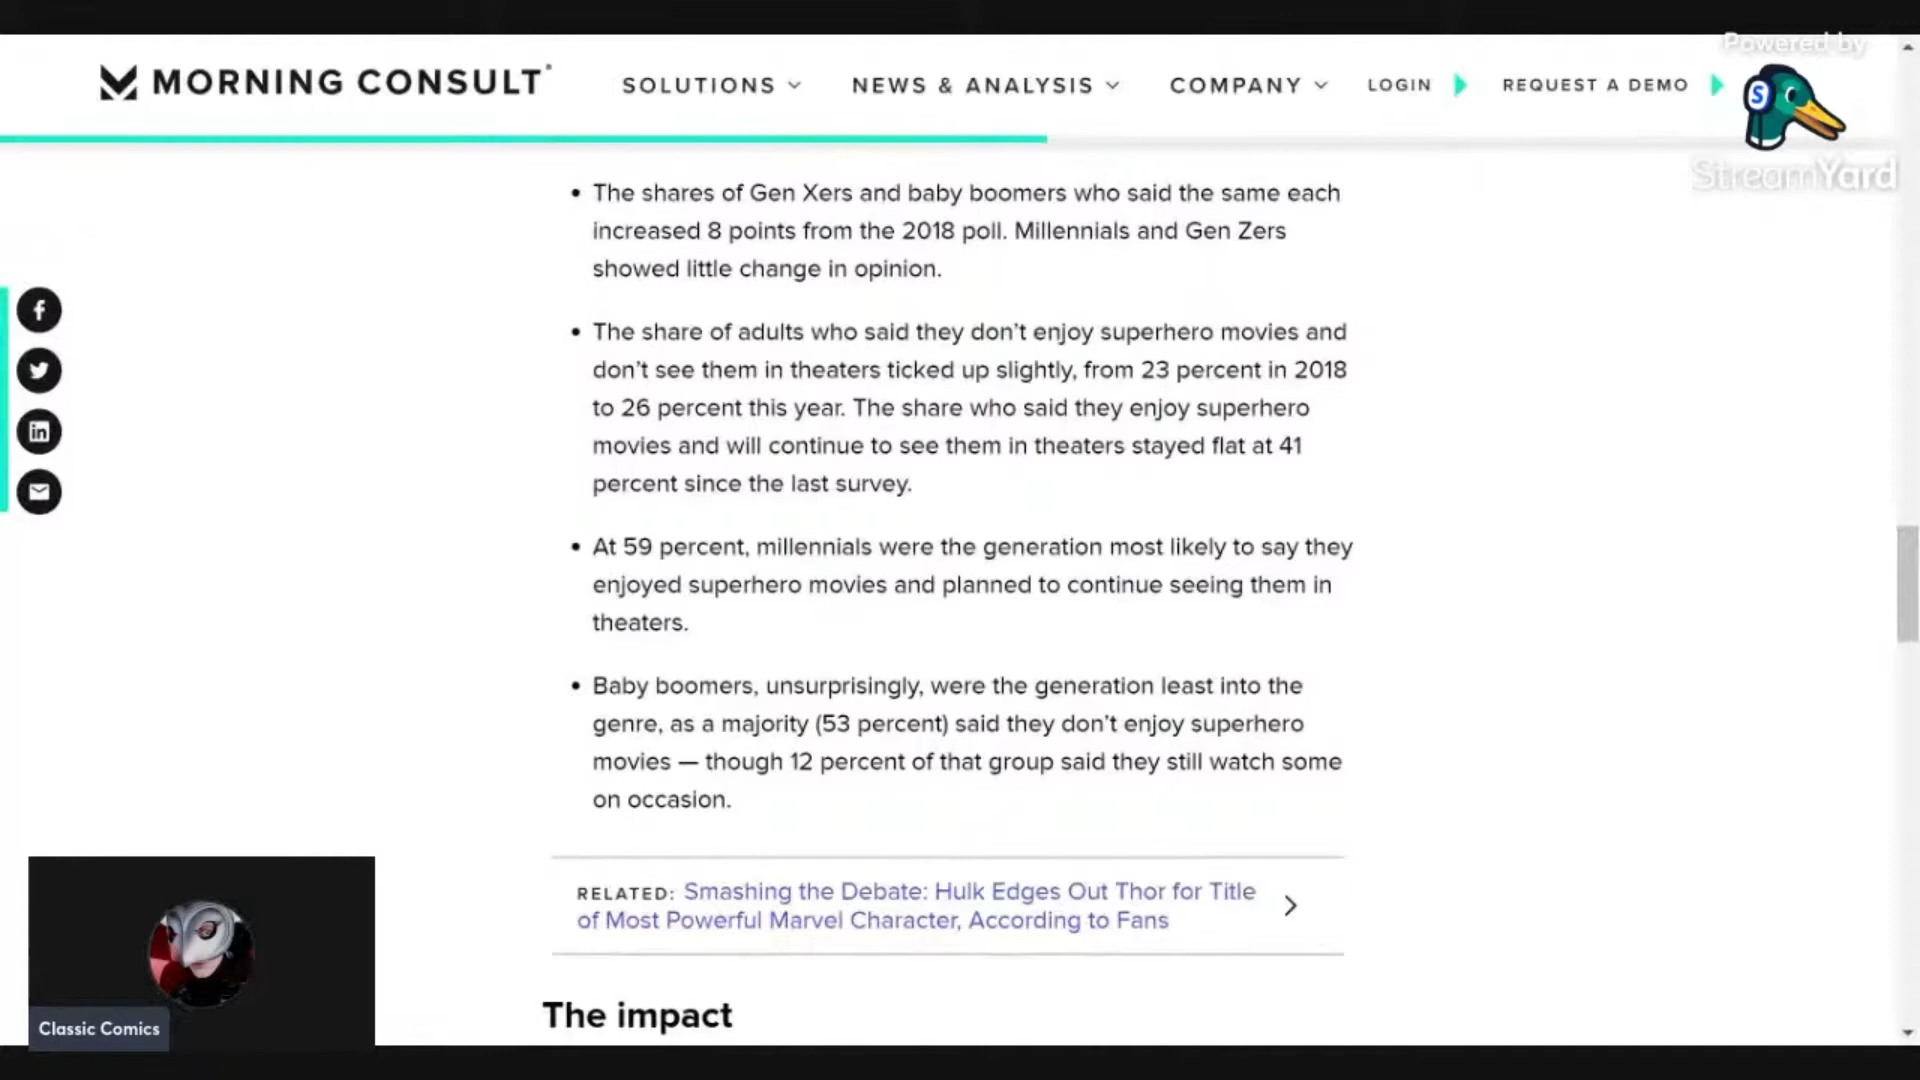 Powered by
MORNING CONSULT
SOLUTIONS
NEWS & ANALYSIS
COMPANY
LOGIN
REQUEST A DEMO
StreamYard
• The shares of Gen Xers and baby boomers who said the same each
increased 8 points from the 2018 poll. Millennials and Gen Zers
showed little change in opinion.
• The share of adults who said they don’t enjoy superhero movies and
don’t see them in theaters ticked up slightly, from 23 percent in 2018
to 26 percent this year. The share who said they enjoy superhero
movies and will continue to see them in theaters stayed flat at 41
percent since the last survey.
• At 59 percent, millennials were the generation most likely to say they
enjoyed superhero movies and planned to continue seeing them in
theaters.
• Baby boomers, unsurprisingly, were the generation least into the
genre, as a majority (53 percent) said they don’t enjoy superhero
movies — though 12 percent of that group said they still watch some
on occasion.
RELATED: Smashing the Debate: Hulk Edges Out Thor for Title
of Most Powerful Marvel Character, According to Fans
The impact
Classic Comics